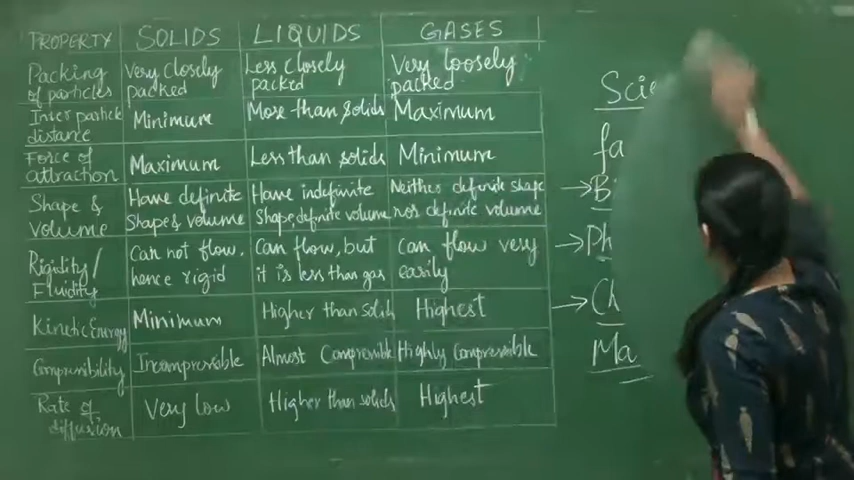 PROPERTY SOLIDS LIQUIDS GASES
Packing of particles Very closely packed Less closely packed Very loosely packed
Inter particle distance Minimum More than solids Maximum
Force of attraction Maximum Less than solids Minimum
Shape & volume Have definite shape & volume Have indefinite shape, definite volume Neither definite shape nor definite volume
Rigidity/ Fluidity Can not flow. hence rigid Can flow, but it is less than gas can flow very easily
Kinetic Energy Minimum Higher than solids Highest
Compressibility Incompressible Almost Compressible Highly Compressible
Rate of diffusion Very low Higher than solids Highest
Scie
fa
→ Bi
→ Ph
→ Ch
Ma